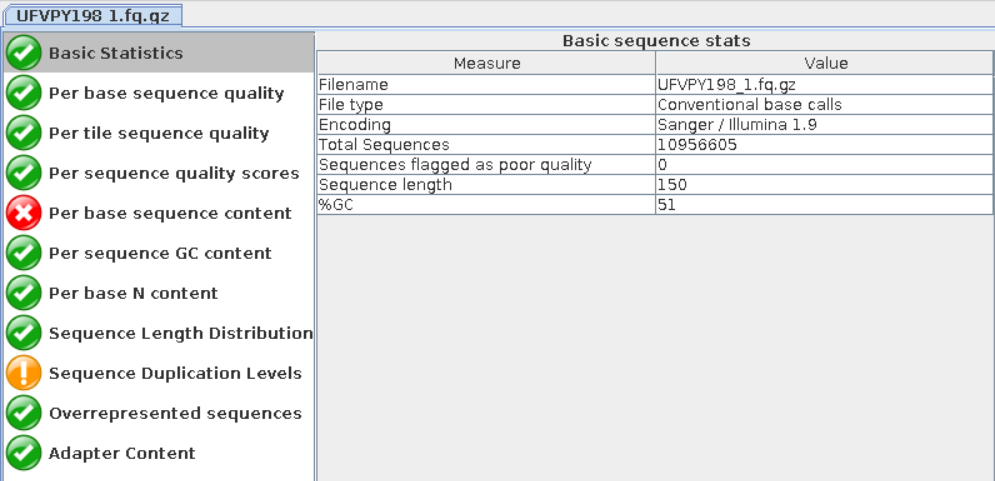 UFVPY198 1.fq.gz
Basic Statistics
Per base sequence quality
Per tile sequence quality
Per sequence quality scores
Per base sequence content
Per sequence GC content
Per base N content
Sequence Length Distribution
Sequence Duplication Levels
Overrepresented sequences
Adapter Content
Basic sequence stats
Measure Value
Filename UFVPY198_1.fq.gz
File type Conventional base calls
Encoding Sanger / Illumina 1.9
Total Sequences 10956605
Sequences flagged as poor quality 0
Sequence length 150
%GC 51